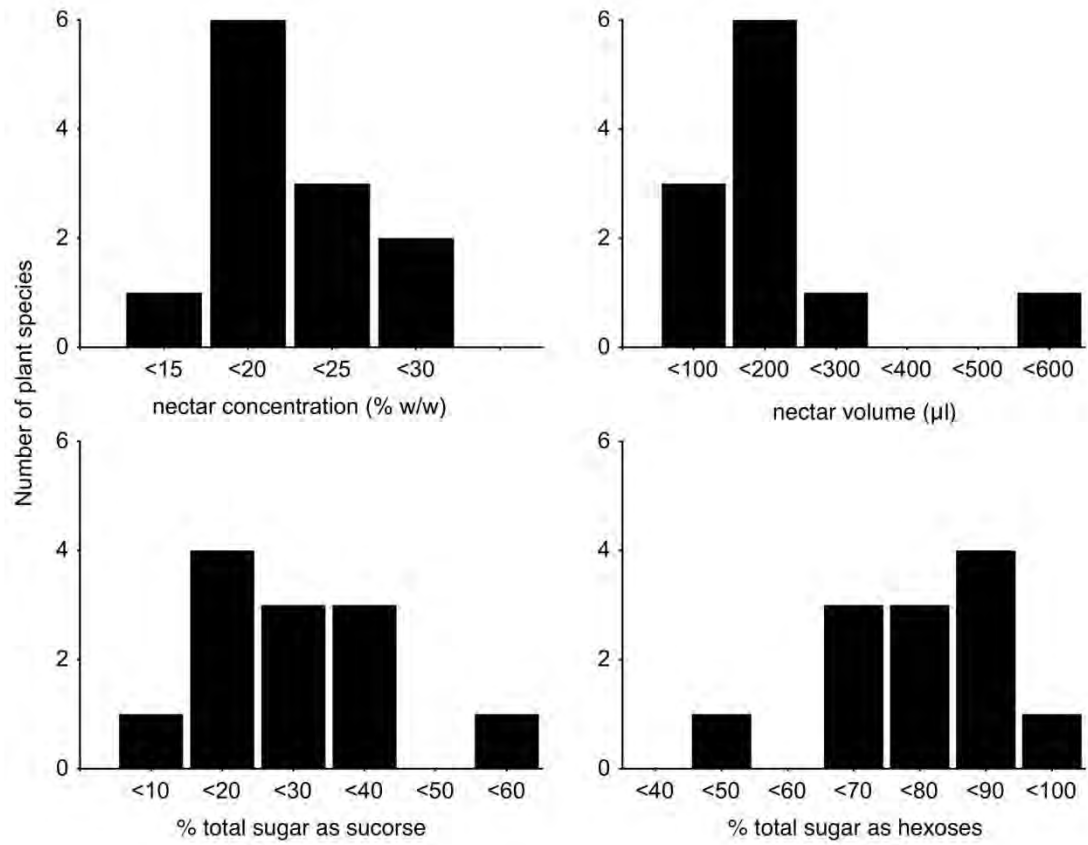 Number of plant species
6
4
2
0
<15 <20 <25 <30
nectar concentration (% w/w)
6
4
2
0
<100 <200 <300 <400 <500 <600
nectar volume (µl)
6
4
2
0
<10 <20 <30 <40 <50 <60
% total sugar as sucorse
6
4
2
0
<40 <50 <60 <70 <80 <90 <100
% total sugar as hexoses